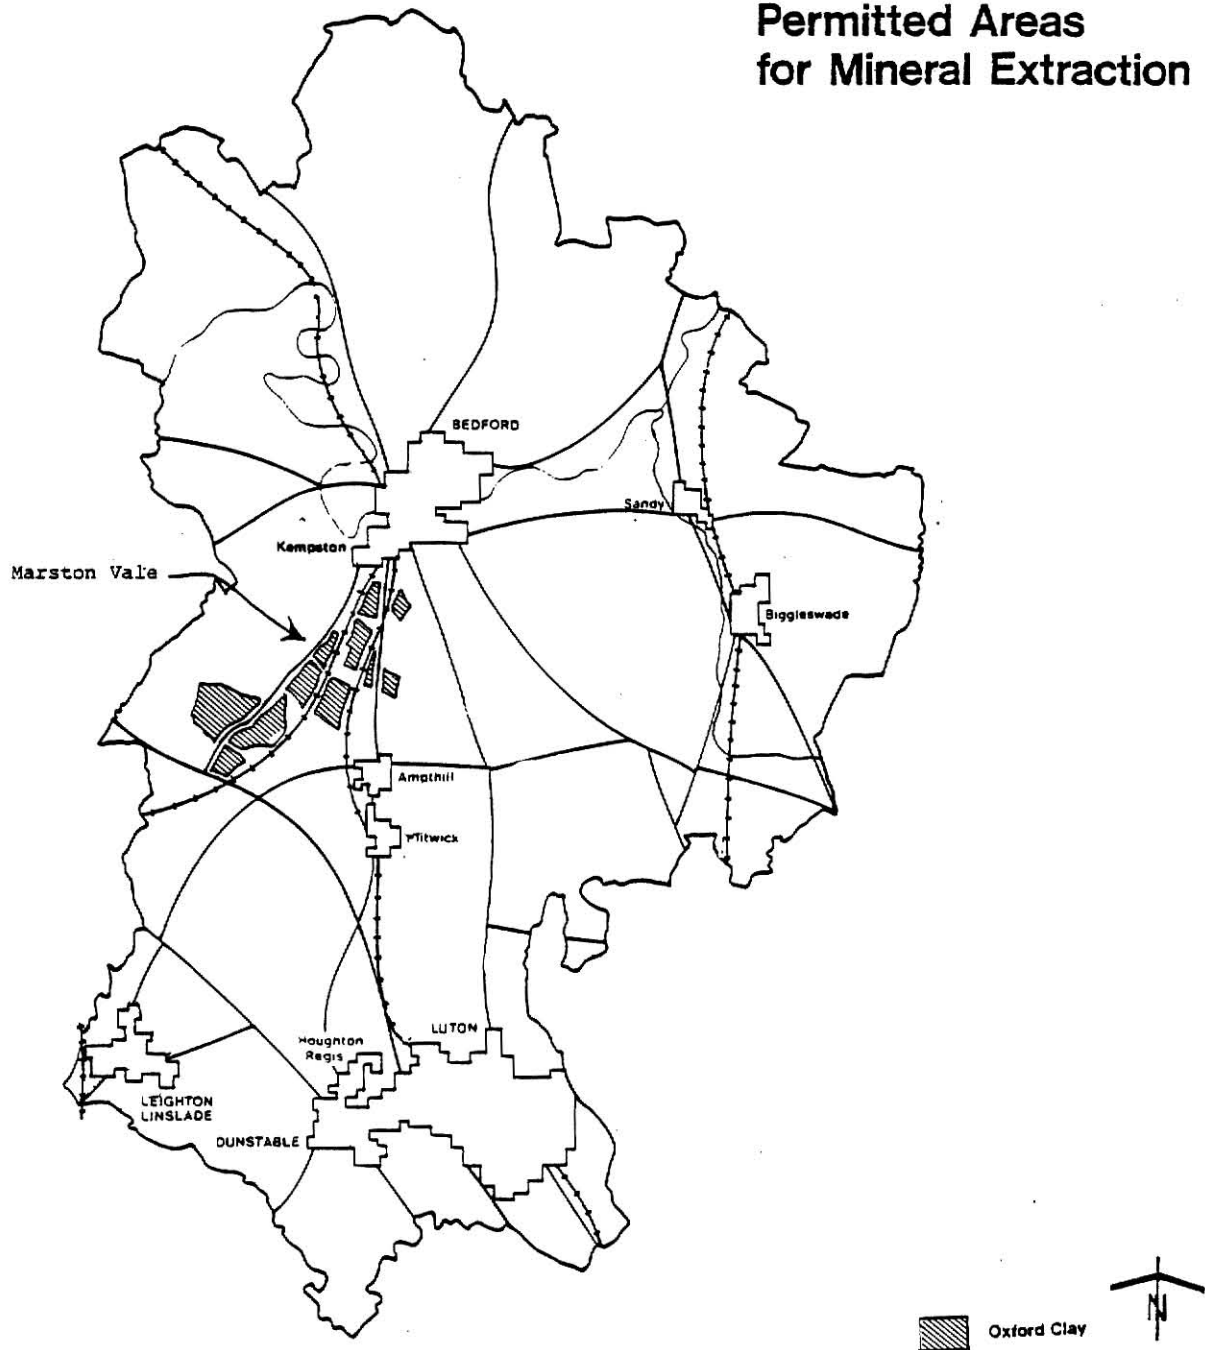 Permitted Areas
for Mineral Extraction
BEDFORD
Sandy
Kempston
Marston Vale
Biggleswade
Ampthill
Flitwick
LUTON
Houghton
Regis
LEIGHTON
LINSLADE
DUNSTABLE
N
Oxford Clay